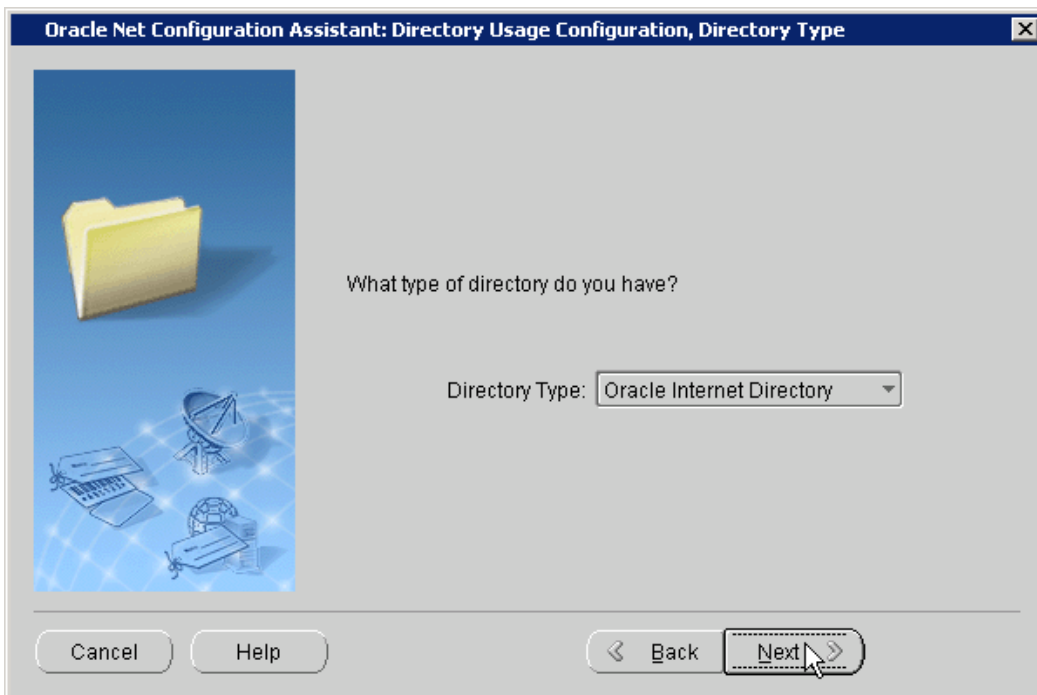 Oracle Net Configuration Assistant: Directory Usage Configuration, Directory Type
What type of directory do you have?
Directory Type: Oracle Internet Directory
Cancel Help Back Next